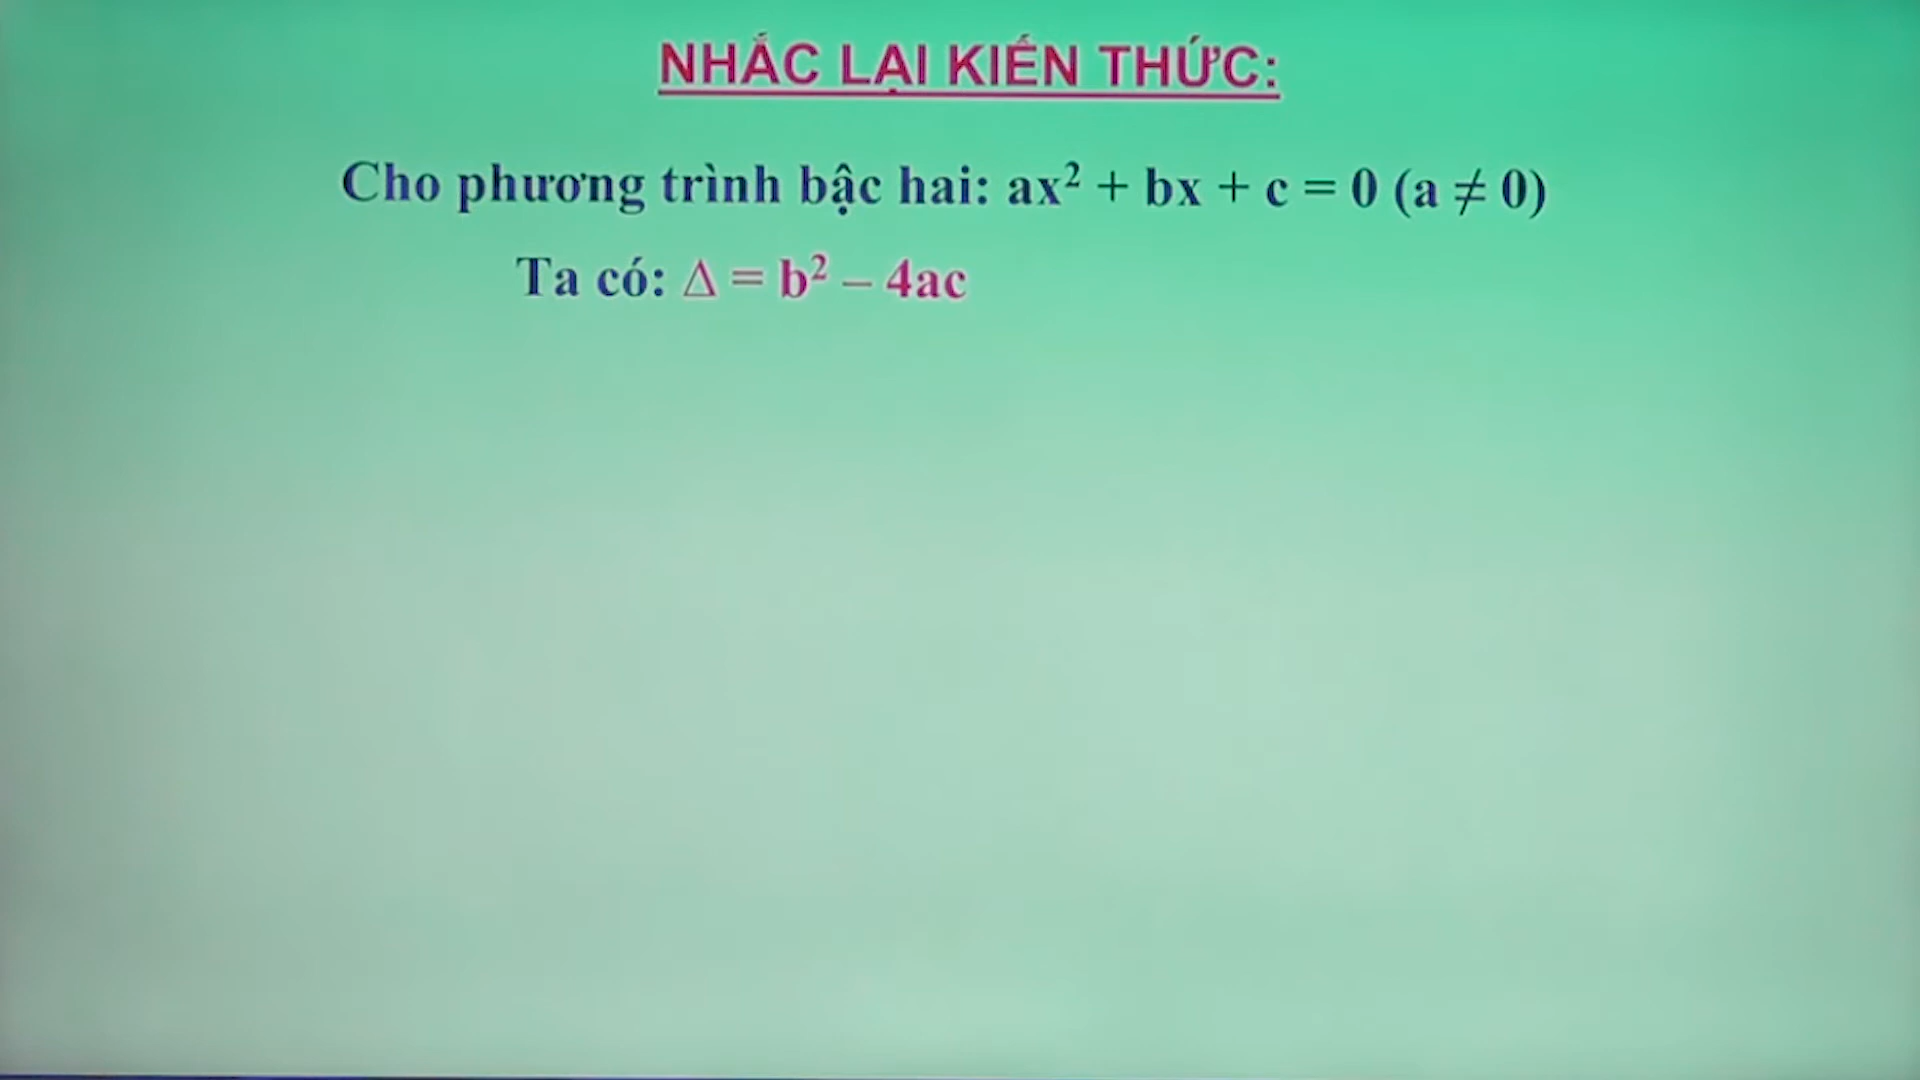 NHẮC LẠI KIẾN THỨC:
Cho phương trình bậc hai: ax² + bx + c = 0 (a ≠ 0)
Ta có: Δ = b² – 4ac